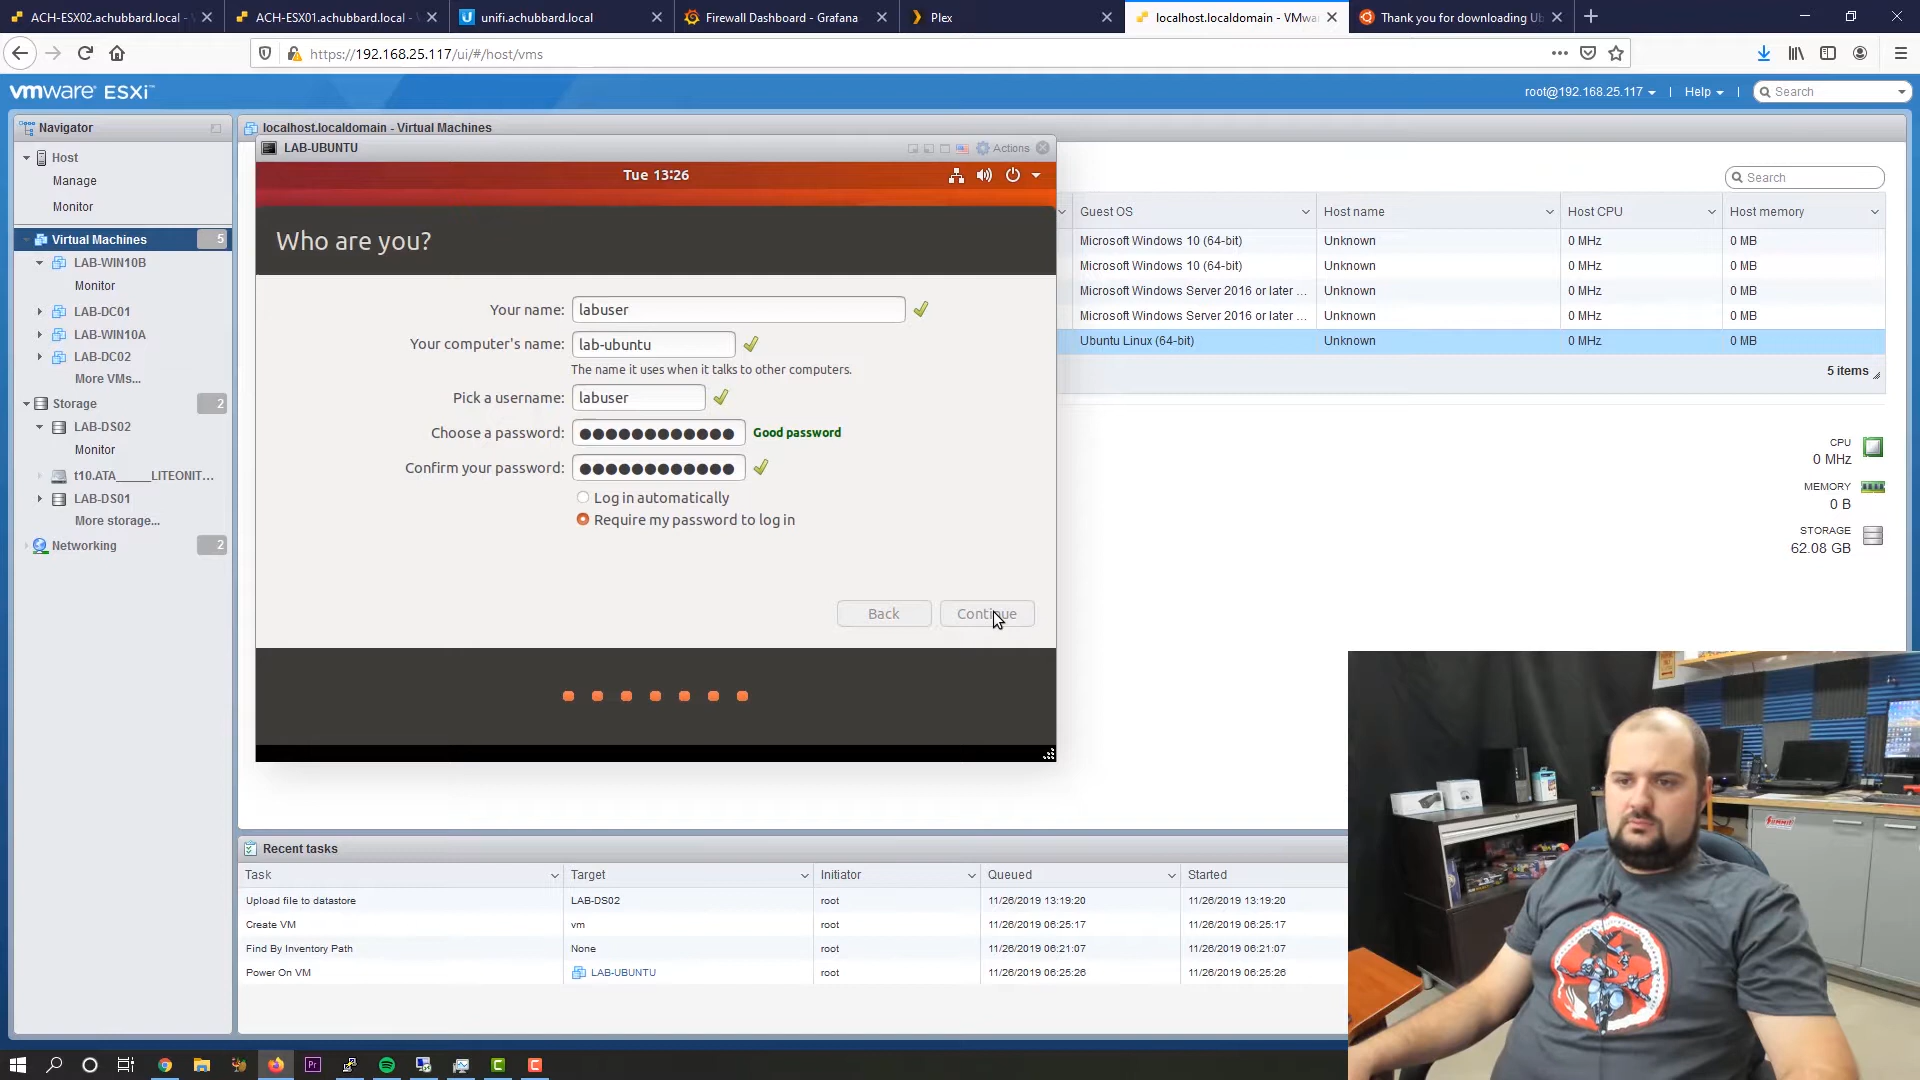 ACH-ESX02.achubbard.local -
ACH-ESX01.achubbard.local -
unifi.achubbard.local
Firewall Dashboard - Grafana
Plex
localhost.localdomain - VMwa
Thank you for downloading Ub
https://192.168.25.117/ui/#/host/vms
vmware ESXi
root@192.168.25.117
Help
Search
Navigator
Host
Manage
Monitor
Virtual Machines 5
LAB-WIN10B
Monitor
LAB-DC01
LAB-WIN10A
LAB-DC02
More VMs...
Storage 2
LAB-DS02
Monitor
t10.ATA_____LITEONIT...
LAB-DS01
More storage...
Networking 2
localhost.localdomain - Virtual Machines
LAB-UBUNTU
Actions
Tue 13:26
Who are you?
Your name: labuser
Your computer's name: lab-ubuntu
The name it uses when it talks to other computers.
Pick a username: labuser
Choose a password: Good password
Confirm your password:
Log in automatically
Require my password to log in
Back Continue
Search
Guest OS Host name Host CPU Host memory
Microsoft Windows 10 (64-bit) Unknown 0 MHz 0 MB
Microsoft Windows 10 (64-bit) Unknown 0 MHz 0 MB
Microsoft Windows Server 2016 or later ... Unknown 0 MHz 0 MB
Microsoft Windows Server 2016 or later ... Unknown 0 MHz 0 MB
Ubuntu Linux (64-bit) Unknown 0 MHz 0 MB
5 items
CPU
0 MHz
MEMORY
0 B
STORAGE
62.08 GB
Recent tasks
Task Target Initiator Queued Started
Upload file to datastore LAB-DS02 root 11/26/2019 13:19:20 11/26/2019 13:19:20
Create VM vm root 11/26/2019 06:25:17 11/26/2019 06:25:17
Find By Inventory Path None root 11/26/2019 06:21:07 11/26/2019 06:21:07
Power On VM LAB-UBUNTU root 11/26/2019 06:25:26 11/26/2019 06:25:26
Summit
Pr